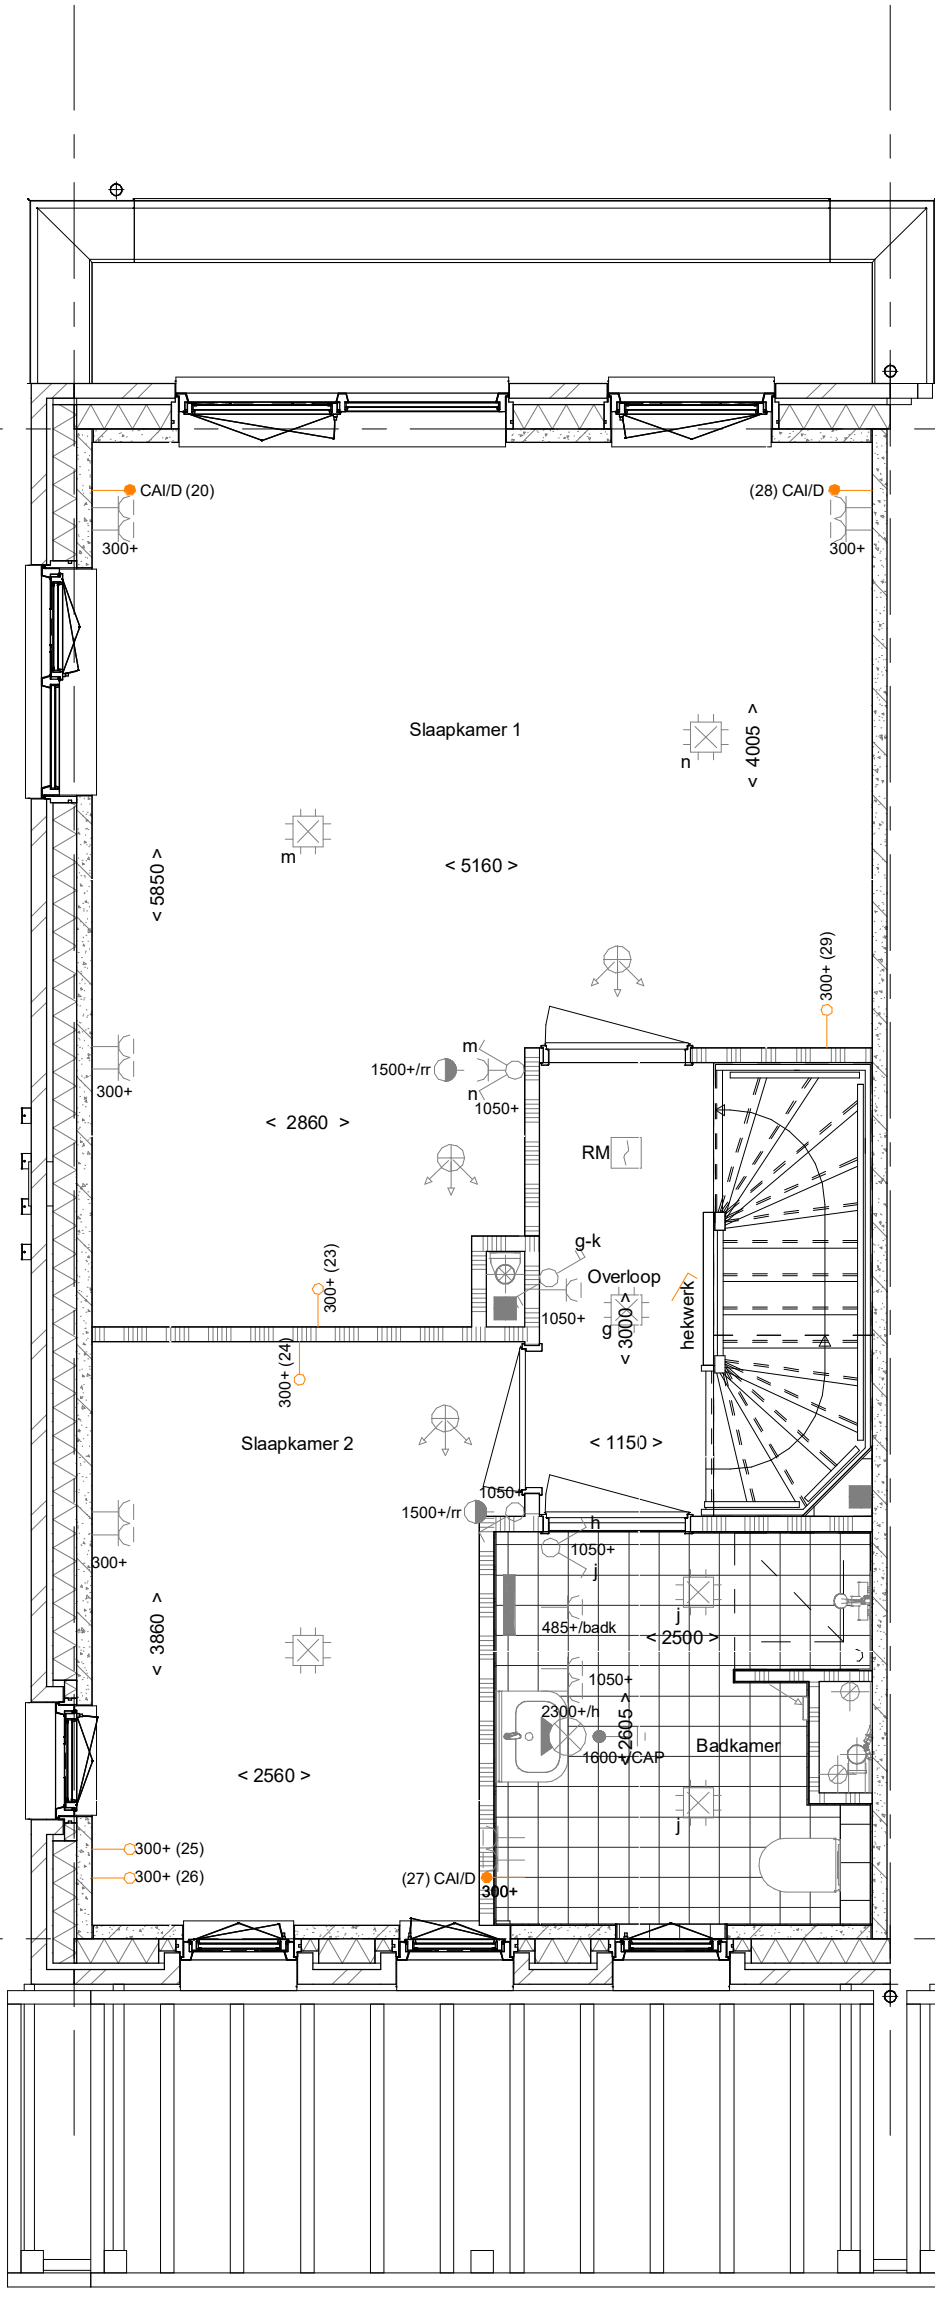 CAI/D (20)
(28) CAI/D
300+
300+
Slaapkamer 1
n
< 4005 >
m
< 5160 >
< 5850 >
300+ (29)
m
1500+/rr
n
1050+
300+
< 2860 >
RM
g-k
300+ (23)
Overloop
1050+
g
< 3000 >
hekwerk
300+ (24)
Slaapkamer 2
< 1150 >
1050+
1500+/rr
h
1050+
j
300+
j
485+/badk
< 2500 >
< 3860 >
1050+
2300+/h
< 2605 >
1600+/CAP
Badkamer
< 2560 >
j
300+ (25)
300+ (26)
(27) CAI/D
300+